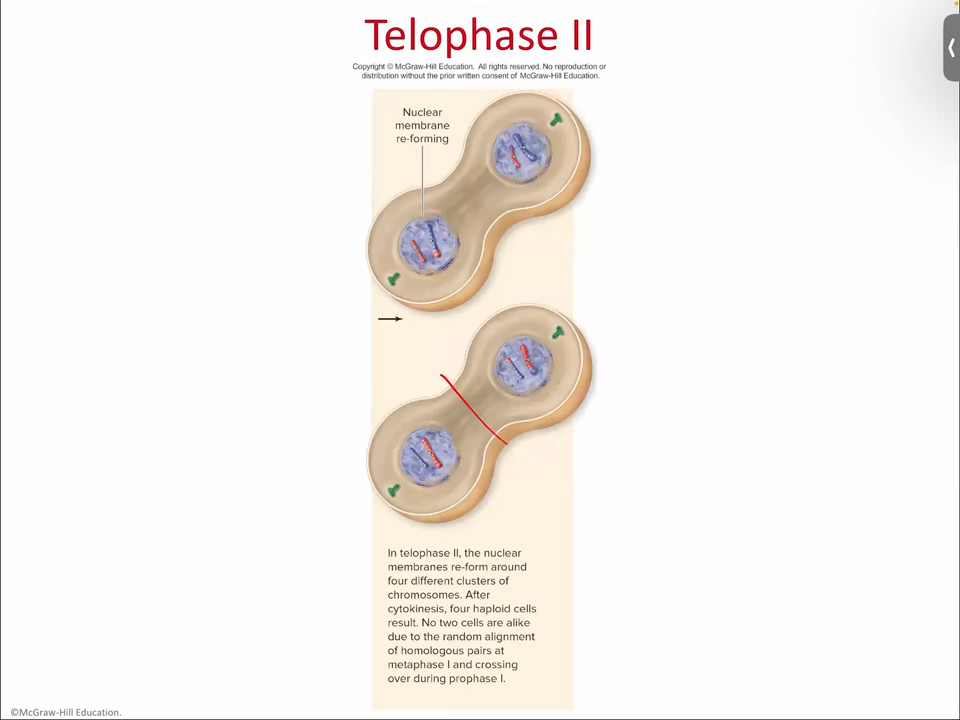 Telophase II
Copyright © McGraw-Hill Education. All rights reserved. No reproduction or
distribution without the prior written consent of McGraw-Hill Education.
Nuclear
membrane
re-forming
In telophase II, the nuclear
membranes re-form around
four different clusters of
chromosomes. After
cytokinesis, four haploid cells
result. No two cells are alike
due to the random alignment
of homologous pairs at
metaphase I and crossing
over during prophase I.
©McGraw-Hill Education.